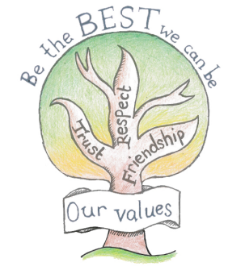 Be the BEST we can be
Trust
Respect
Friendship
Our values